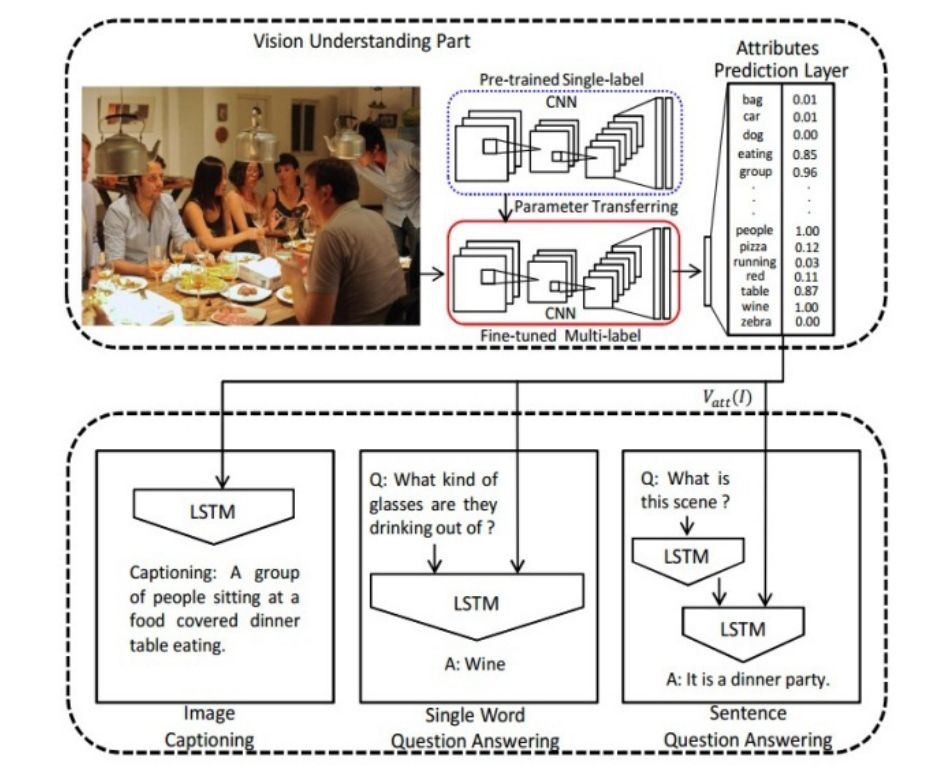 Vision Understanding Part
Attributes
Prediction Layer
Pre-trained Single-label
CNN
Parameter Transferring
CNN
Fine-tuned Multi-label
bag 0.01
car 0.01
dog 0.00
eating 0.85
group 0.96
. .
. .
. .
people 1.00
pizza 0.12
running 0.03
red 0.11
table 0.87
wine 1.00
zebra 0.00
V_att(I)
LSTM
Captioning: A group
of people sitting at a
food covered dinner
table eating.
Image
Captioning
Q: What kind of
glasses are they
drinking out of ?
LSTM
A: Wine
Single Word
Question Answering
Q: What is
this scene ?
LSTM
LSTM
A: It is a dinner party.
Sentence
Question Answering